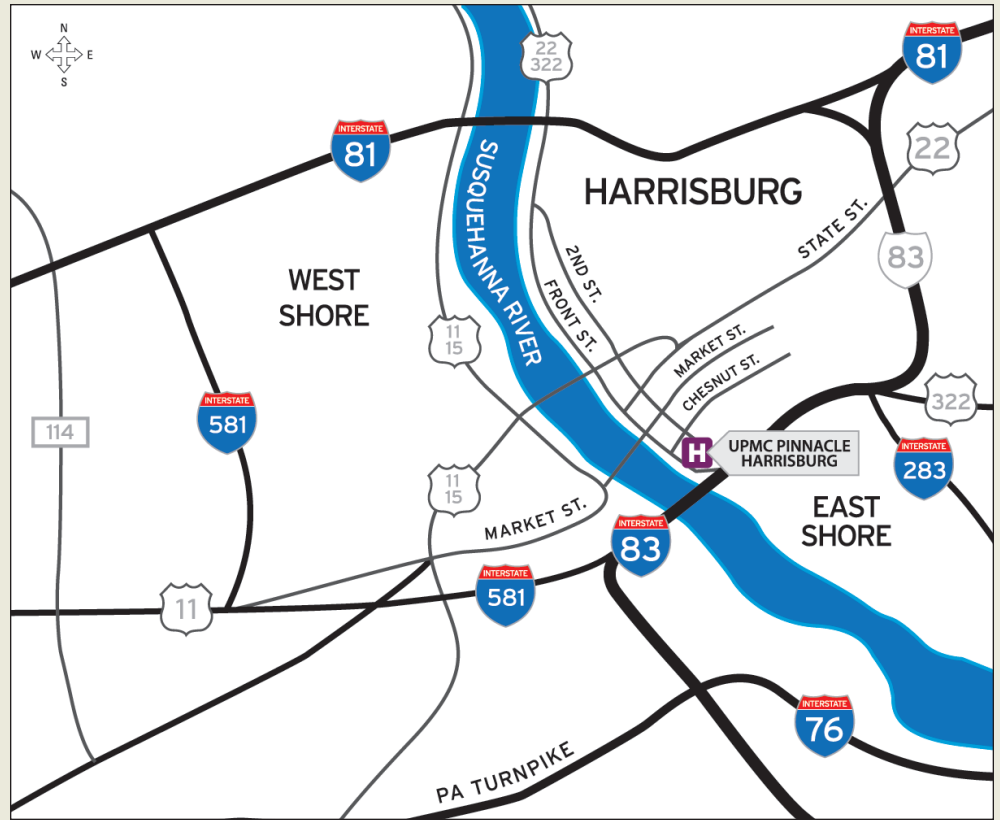 N
W E
S
22
322
INTERSTATE
81
INTERSTATE
81
22
SUSQUEHANNA RIVER
HARRISBURG
STATE ST.
83
2ND ST.
FRONT ST.
WEST
SHORE
11
15
MARKET ST.
CHESNUT ST.
INTERSTATE
581
114
322
H
UPMC PINNACLE
HARRISBURG
INTERSTATE
283
11
15
MARKET ST.
EAST
SHORE
INTERSTATE
83
INTERSTATE
581
11
INTERSTATE
76
PA TURNPIKE